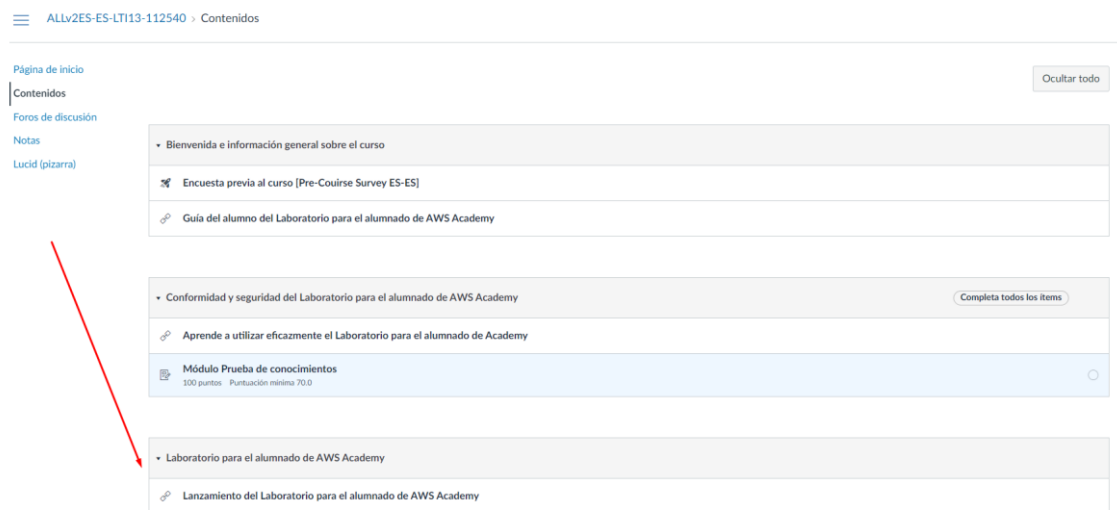 ALLv2ES-ES-LTI13-112540 › Contenidos
Página de inicio
Contenidos
Foros de discusión
Notas
Lucid (pizarra)
Ocultar todo
Bienvenida e información general sobre el curso
Encuesta previa al curso [Pre-Couirse Survey ES-ES]
Guía del alumno del Laboratorio para el alumnado de AWS Academy
Conformidad y seguridad del Laboratorio para el alumnado de AWS Academy
Completa todos los ítems
Aprende a utilizar eficazmente el Laboratorio para el alumnado de Academy
Módulo Prueba de conocimientos
100 puntos Puntuación mínima 70.0
Laboratorio para el alumnado de AWS Academy
Lanzamiento del Laboratorio para el alumnado de AWS Academy